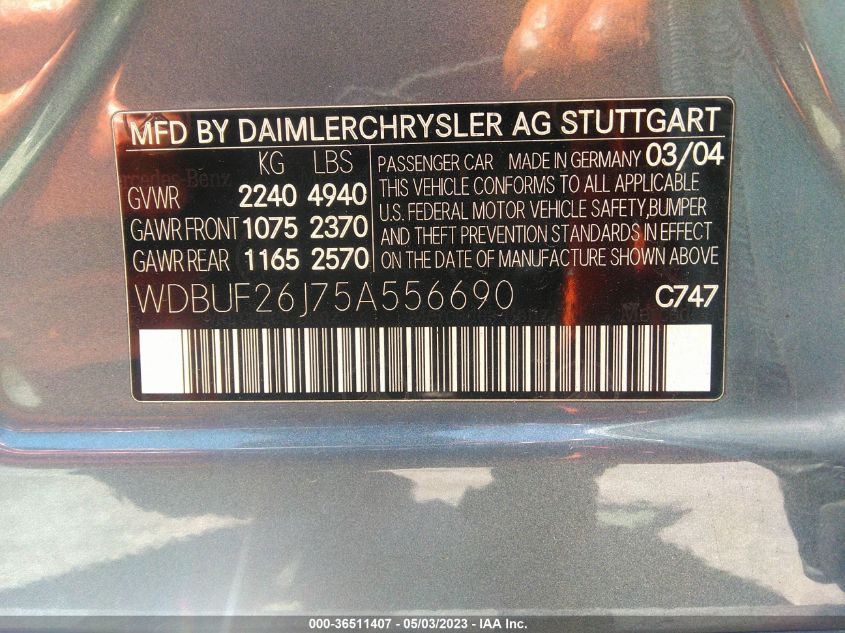 MFD BY DAIMLERCHRYSLER AG STUTTGART
KG LBS
GVWR 2240 4940
GAWR FRONT 1075 2370
GAWR REAR 1165 2570
PASSENGER CAR MADE IN GERMANY 03/04
THIS VEHICLE CONFORMS TO ALL APPLICABLE
U.S. FEDERAL MOTOR VEHICLE SAFETY,BUMPER
AND THEFT PREVENTION STANDARDS IN EFFECT
ON THE DATE OF MANUFACTURE SHOWN ABOVE
WDBUF26J75A556690 C747
000-36511407 - 05/03/2023 - IAA Inc.